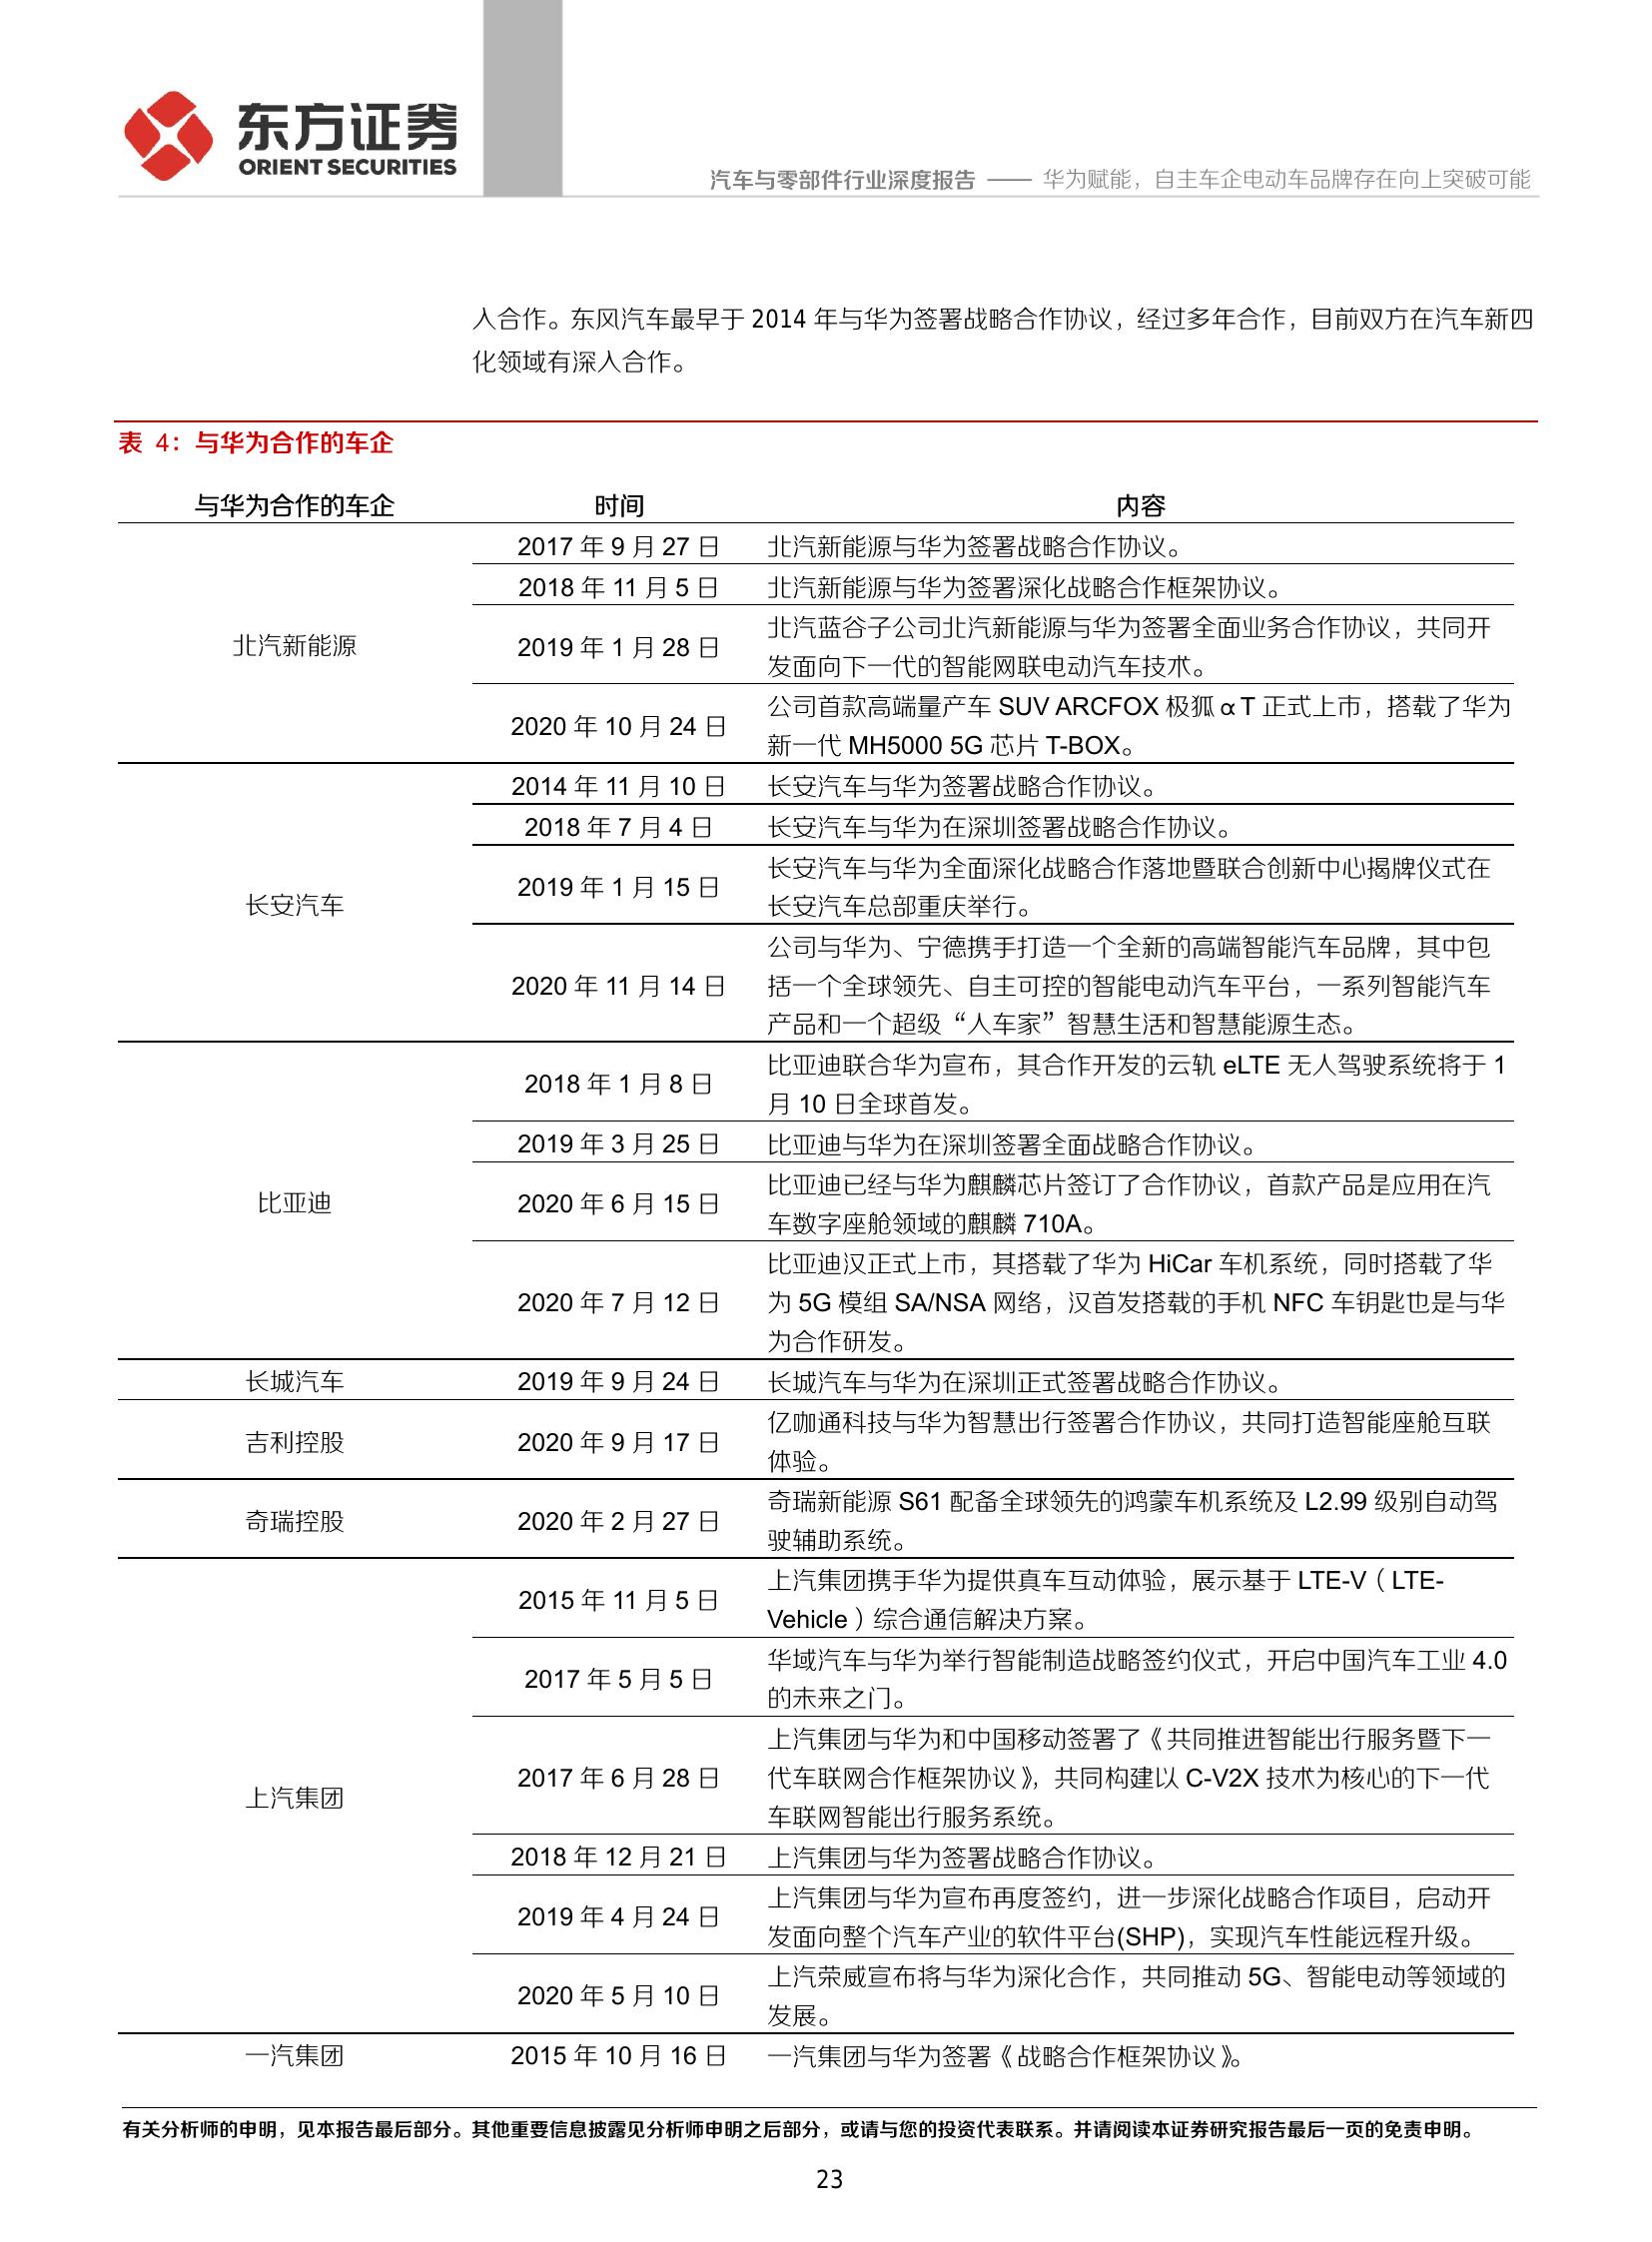 东方证券
ORIENT SECURITIES
汽车与零部件行业深度报告 —— 华为赋能，自主车企电动车品牌存在向上突破可能
入合作。东风汽车最早于 2014 年与华为签署战略合作协议，经过多年合作，目前双方在汽车新四
化领域有深入合作。
表 4：与华为合作的车企
与华为合作的车企 时间 内容
北汽新能源
2017 年 9 月 27 日 北汽新能源与华为签署战略合作协议。
2018 年 11 月 5 日 北汽新能源与华为签署深化战略合作框架协议。
2019 年 1 月 28 日 北汽蓝谷子公司北汽新能源与华为签署全面业务合作协议，共同开
发面向下一代的智能网联电动汽车技术。
2020 年 10 月 24 日 公司首款高端量产车 SUV ARCFOX 极狐 αT 正式上市，搭载了华为
新一代 MH5000 5G 芯片 T-BOX。
长安汽车
2014 年 11 月 10 日 长安汽车与华为签署战略合作协议。
2018 年 7 月 4 日 长安汽车与华为在深圳签署战略合作协议。
2019 年 1 月 15 日 长安汽车与华为全面深化战略合作落地暨联合创新中心揭牌仪式在
长安汽车总部重庆举行。
2020 年 11 月 14 日 公司与华为、宁德携手打造一个全新的高端智能汽车品牌，其中包
括一个全球领先、自主可控的智能电动汽车平台，一系列智能汽车
产品和一个超级“人车家”智慧生活和智慧能源生态。
比亚迪
2018 年 1 月 8 日 比亚迪联合华为宣布，其合作开发的云轨 eLTE 无人驾驶系统将于 1
月 10 日全球首发。
2019 年 3 月 25 日 比亚迪与华为在深圳签署全面战略合作协议。
2020 年 6 月 15 日 比亚迪已经与华为麒麟芯片签订了合作协议，首款产品是应用在汽
车数字座舱领域的麒麟 710A。
2020 年 7 月 12 日 比亚迪汉正式上市，其搭载了华为 HiCar 车机系统，同时搭载了华
为 5G 模组 SA/NSA 网络，汉首发搭载的手机 NFC 车钥匙也是与华
为合作研发。
长城汽车 2019 年 9 月 24 日 长城汽车与华为在深圳正式签署战略合作协议。
吉利控股 2020 年 9 月 17 日 亿咖通科技与华为智慧出行签署合作协议，共同打造智能座舱互联
体验。
奇瑞控股 2020 年 2 月 27 日 奇瑞新能源 S61 配备全球领先的鸿蒙车机系统及 L2.99 级别自动驾
驶辅助系统。
上汽集团
2015 年 11 月 5 日 上汽集团携手华为提供真车互动体验，展示基于 LTE-V（LTE-
Vehicle）综合通信解决方案。
2017 年 5 月 5 日 华域汽车与华为举行智能制造战略签约仪式，开启中国汽车工业 4.0
的未来之门。
2017 年 6 月 28 日 上汽集团与华为和中国移动签署了《共同推进智能出行服务暨下一
代车联网合作框架协议》，共同构建以 C-V2X 技术为核心的下一代
车联网智能出行服务系统。
2018 年 12 月 21 日 上汽集团与华为签署战略合作协议。
2019 年 4 月 24 日 上汽集团与华为宣布再度签约，进一步深化战略合作项目，启动开
发面向整个汽车产业的软件平台(SHP)，实现汽车性能远程升级。
2020 年 5 月 10 日 上汽荣威宣布将与华为深化合作，共同推动 5G、智能电动等领域的
发展。
一汽集团 2015 年 10 月 16 日 一汽集团与华为签署《战略合作框架协议》。
有关分析师的申明，见本报告最后部分。其他重要信息披露见分析师申明之后部分，或请与您的投资代表联系。并请阅读本证券研究报告最后一页的免责申明。
23